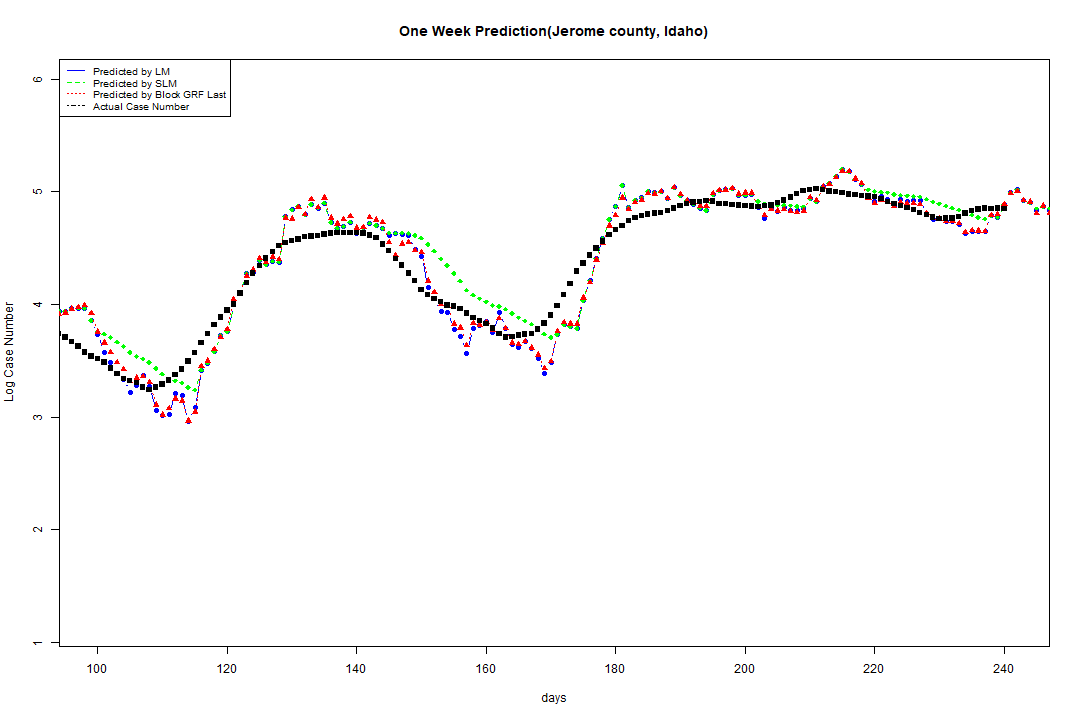 One Week Prediction(Jerome county, Idaho)
Predicted by LM
Predicted by SLM
Predicted by Block GRF Last
Actual Case Number
6
5
4
3
2
1
Log Case Number
100 120 140 160 180 200 220 240
days